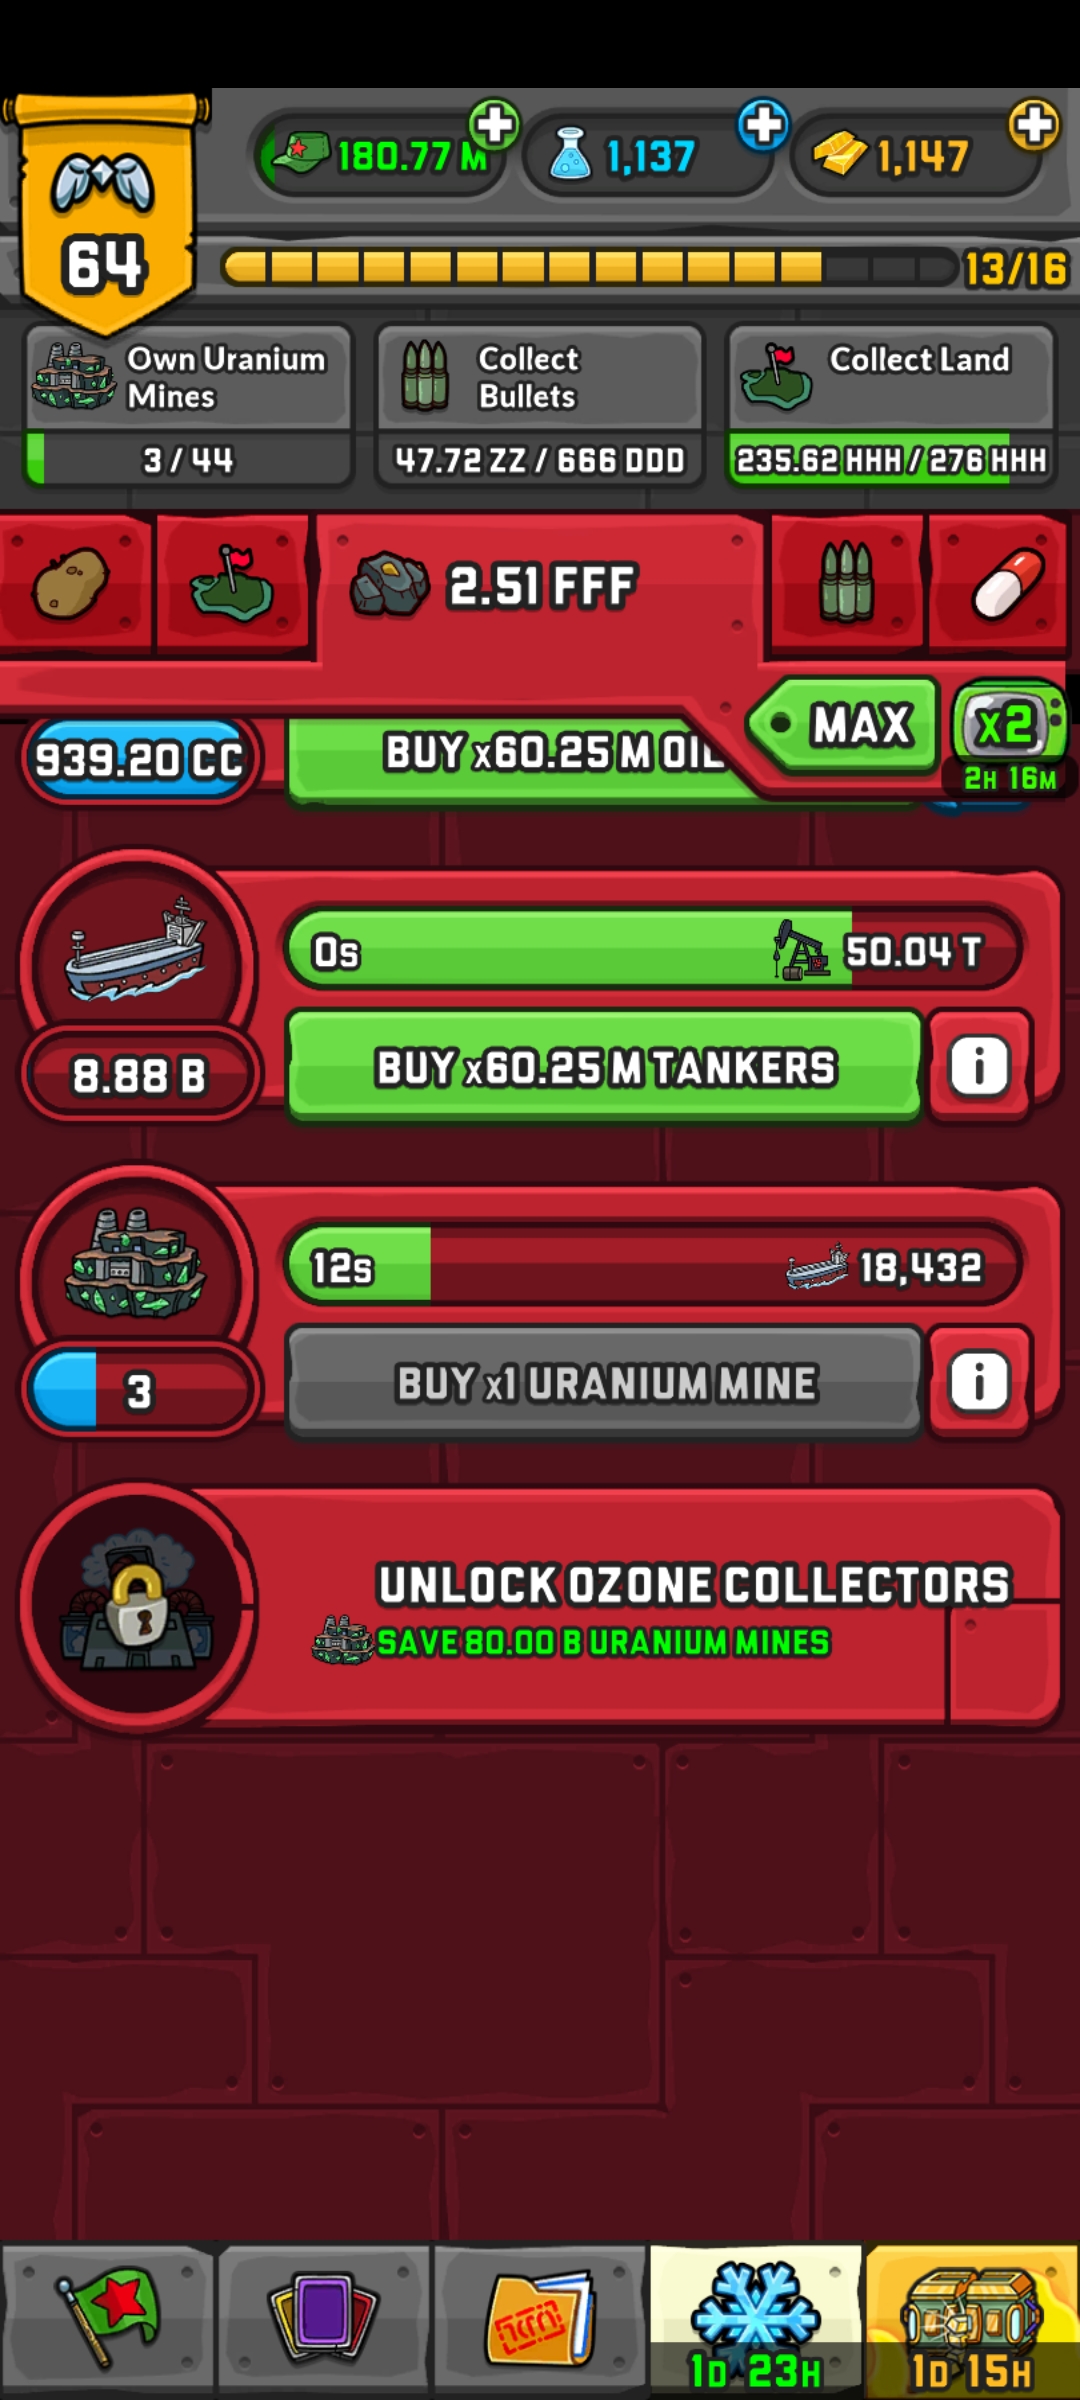 180.77 M
1,137
1,147
64
13/16
Own Uranium
Mines
3 / 44
Collect
Bullets
47.72 ZZ / 666 DDD
Collect Land
235.62 HHH / 276 HHH
2.51 FFF
MAX
x2
2H 16M
939.20 CC
BUY x60.25 M OIL
0s
50.04 T
8.88 B
BUY x60.25 M TANKERS
i
12s
18,432
3
BUY x1 URANIUM MINE
i
UNLOCK OZONE COLLECTORS
SAVE 80.00 B URANIUM MINES
1D 23H
1D 15H